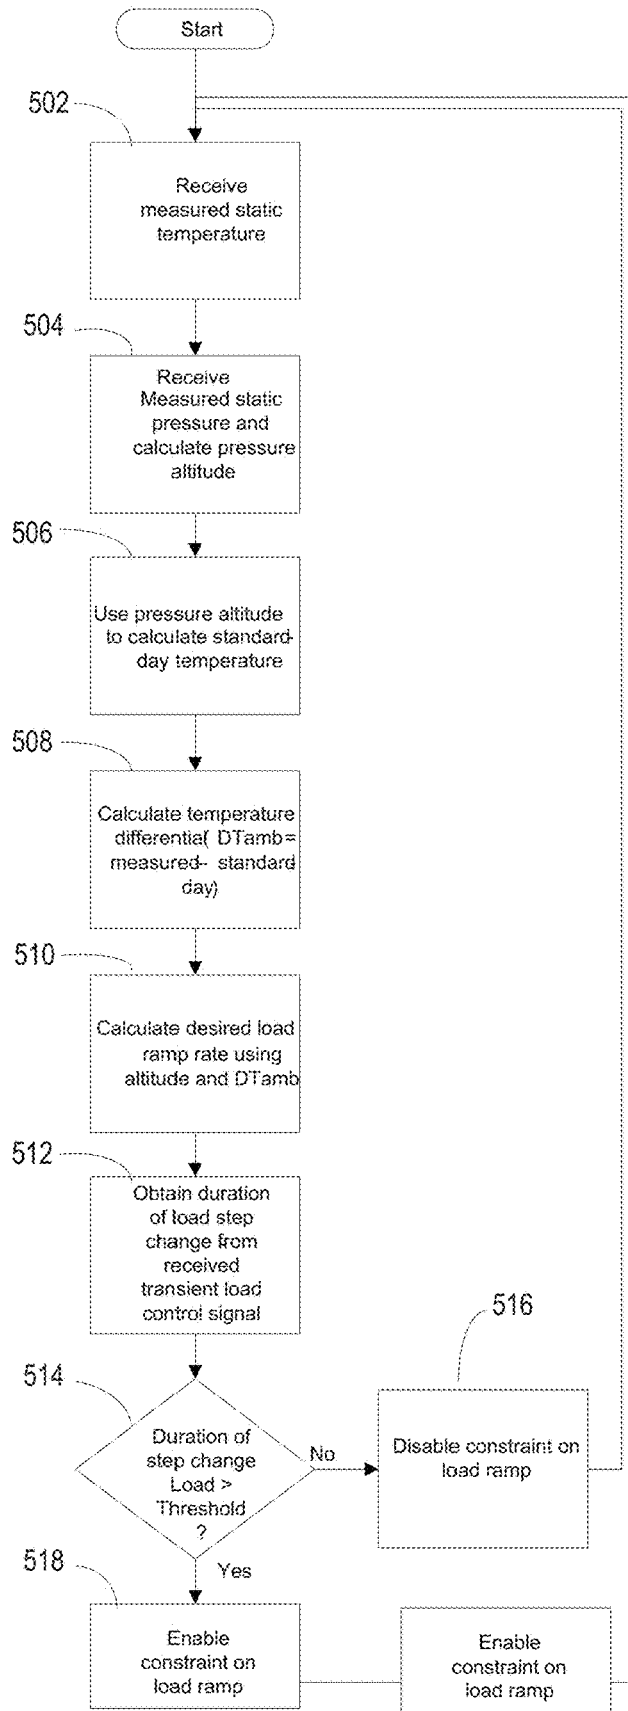 Start
502
Receive
measured static
temperature
504
Receive
Measured static
pressure and
calculate pressure
altitude
506
Use pressure altitude
to calculate standard-
day temperature
508
Calculate temperature
differential( DTamb=
measured- standard
day)
510
Calculate desired load
ramp rate using
altitude and DTamb
512
Obtain duration
of load step
change from
received
transient load
control signal
514
Duration of
step change
Load >
Threshold
?
No
516
Disable constraint on
load ramp
Yes
518
Enable
constraint on
load ramp
Enable
constraint on
load ramp